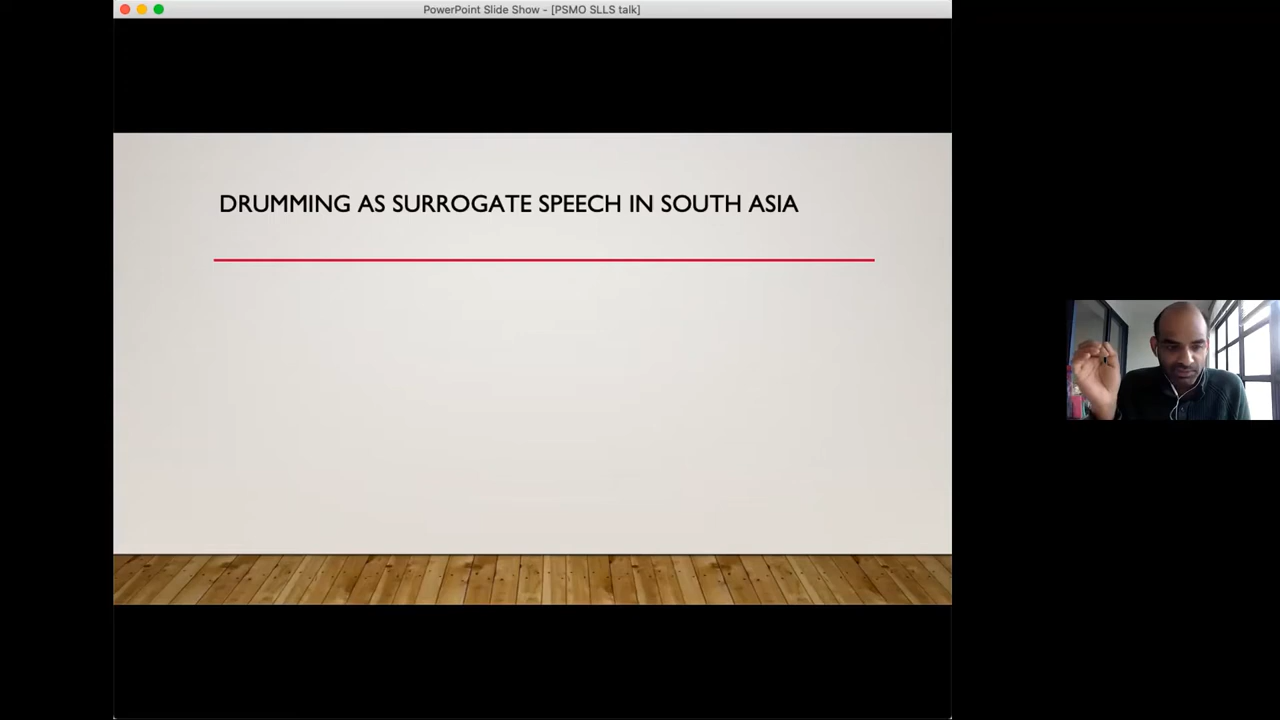 PowerPoint Slide Show - [PSMO SLLS talk]
DRUMMING AS SURROGATE SPEECH IN SOUTH ASIA